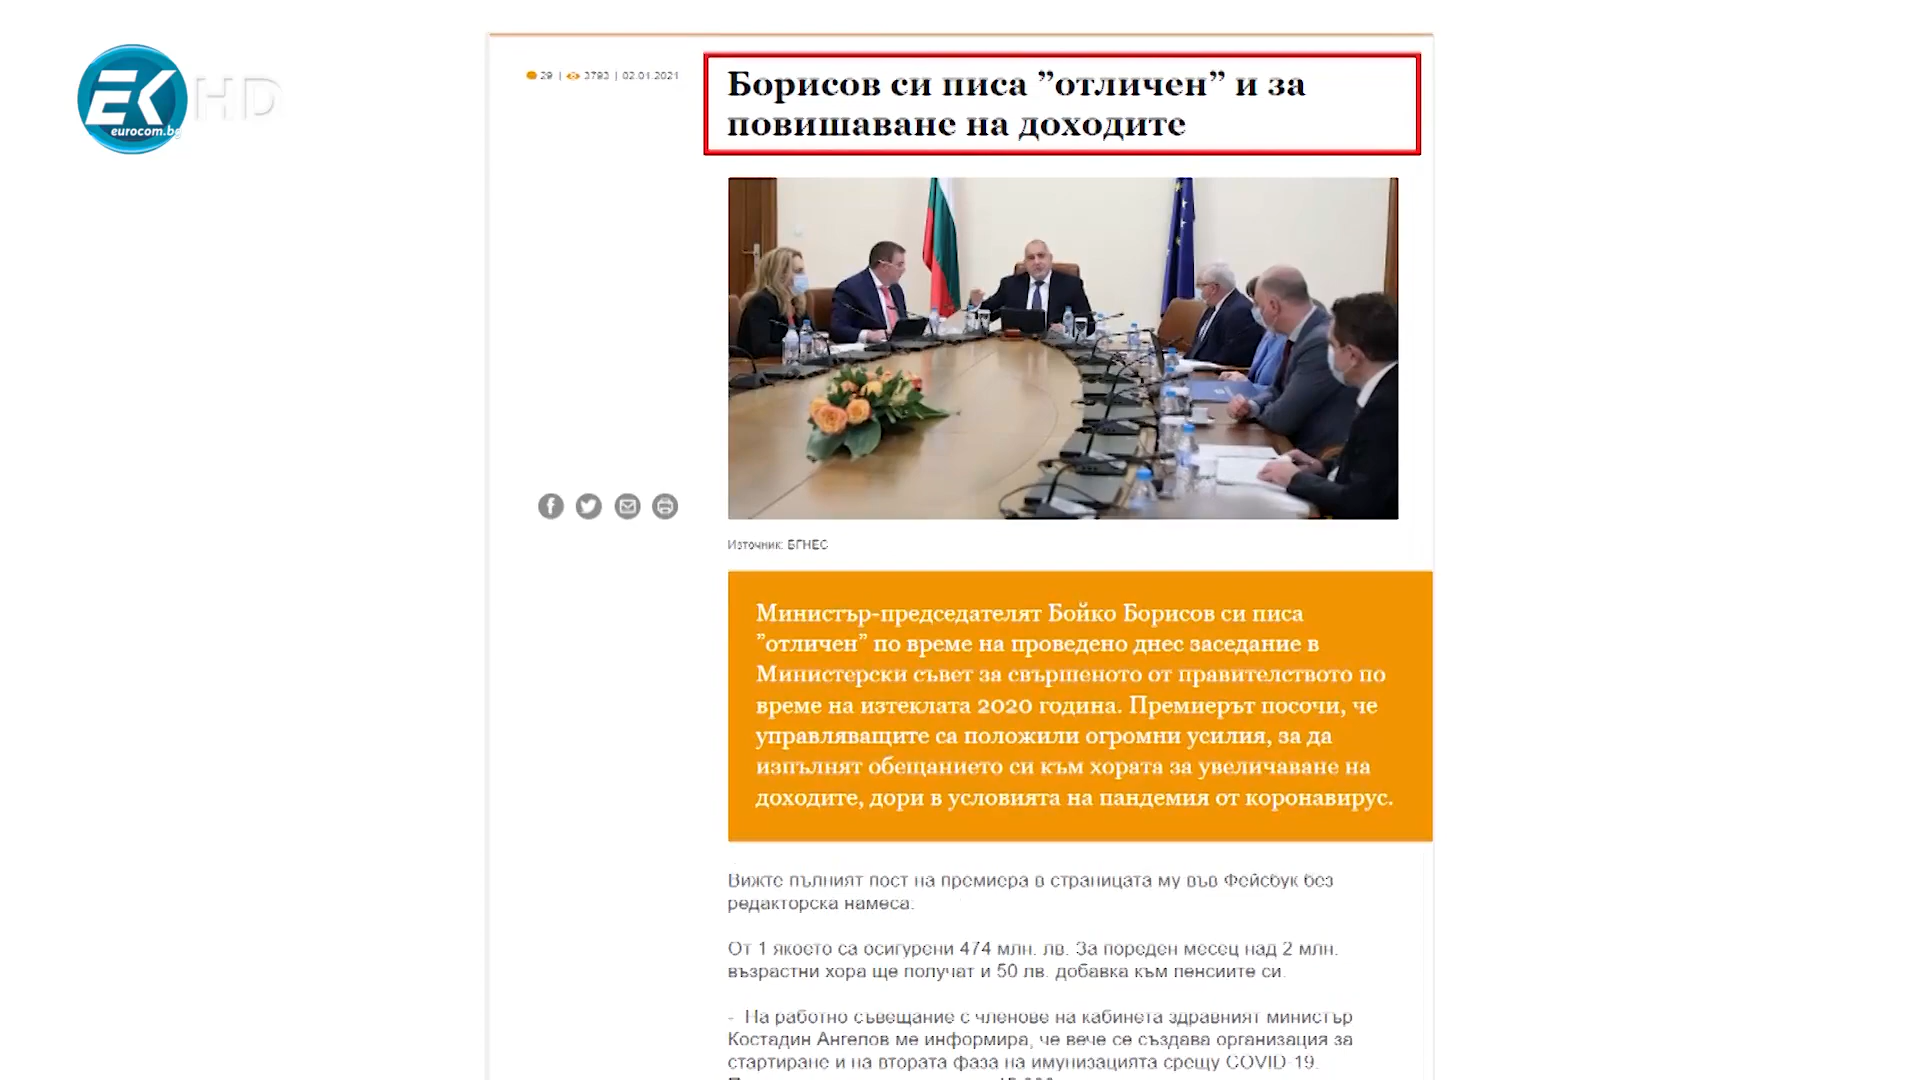 EK HD
eurocom.bg
29 | 3793 | 02.01.2021
Борисов си писа ”отличен” и за
повишаване на доходите
Източник: БГНЕС
Министър-председателят Бойко Борисов си писа
”отличен” по време на проведено днес заседание в
Министерски съвет за свършеното от правителството по
време на изтеклата 2020 година. Премиерът посочи, че
управляващите са положили огромни усилия, за да
изпълнят обещанието си към хората за увеличаване на
доходите, дори в условията на пандемия от коронавирус.
Вижте пълният пост на премиера в страницата му във Фейсбук без
редакторска намеса:
От 1 якоето са осигурени 474 млн. лв. За пореден месец над 2 млн.
възрастни хора ще получат и 50 лв. добавка към пенсиите си.
- На работно съвещание с членове на кабинета здравният министър
Костадин Ангелов ме информира, че вече се създава организация за
стартиране и на втората фаза на имунизацията срещу COVID-19.